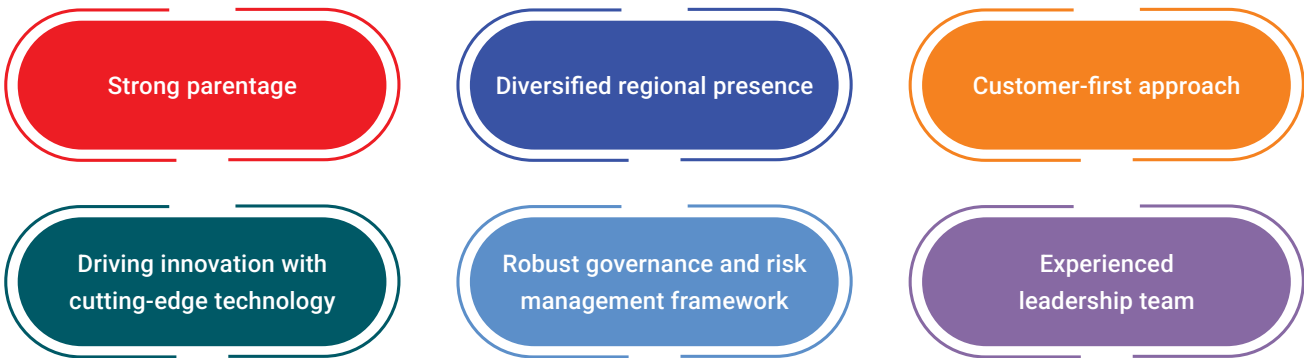 Strong parentage
Diversified regional presence
Customer-first approach
Driving innovation with
cutting-edge technology
Robust governance and risk
management framework
Experienced
leadership team